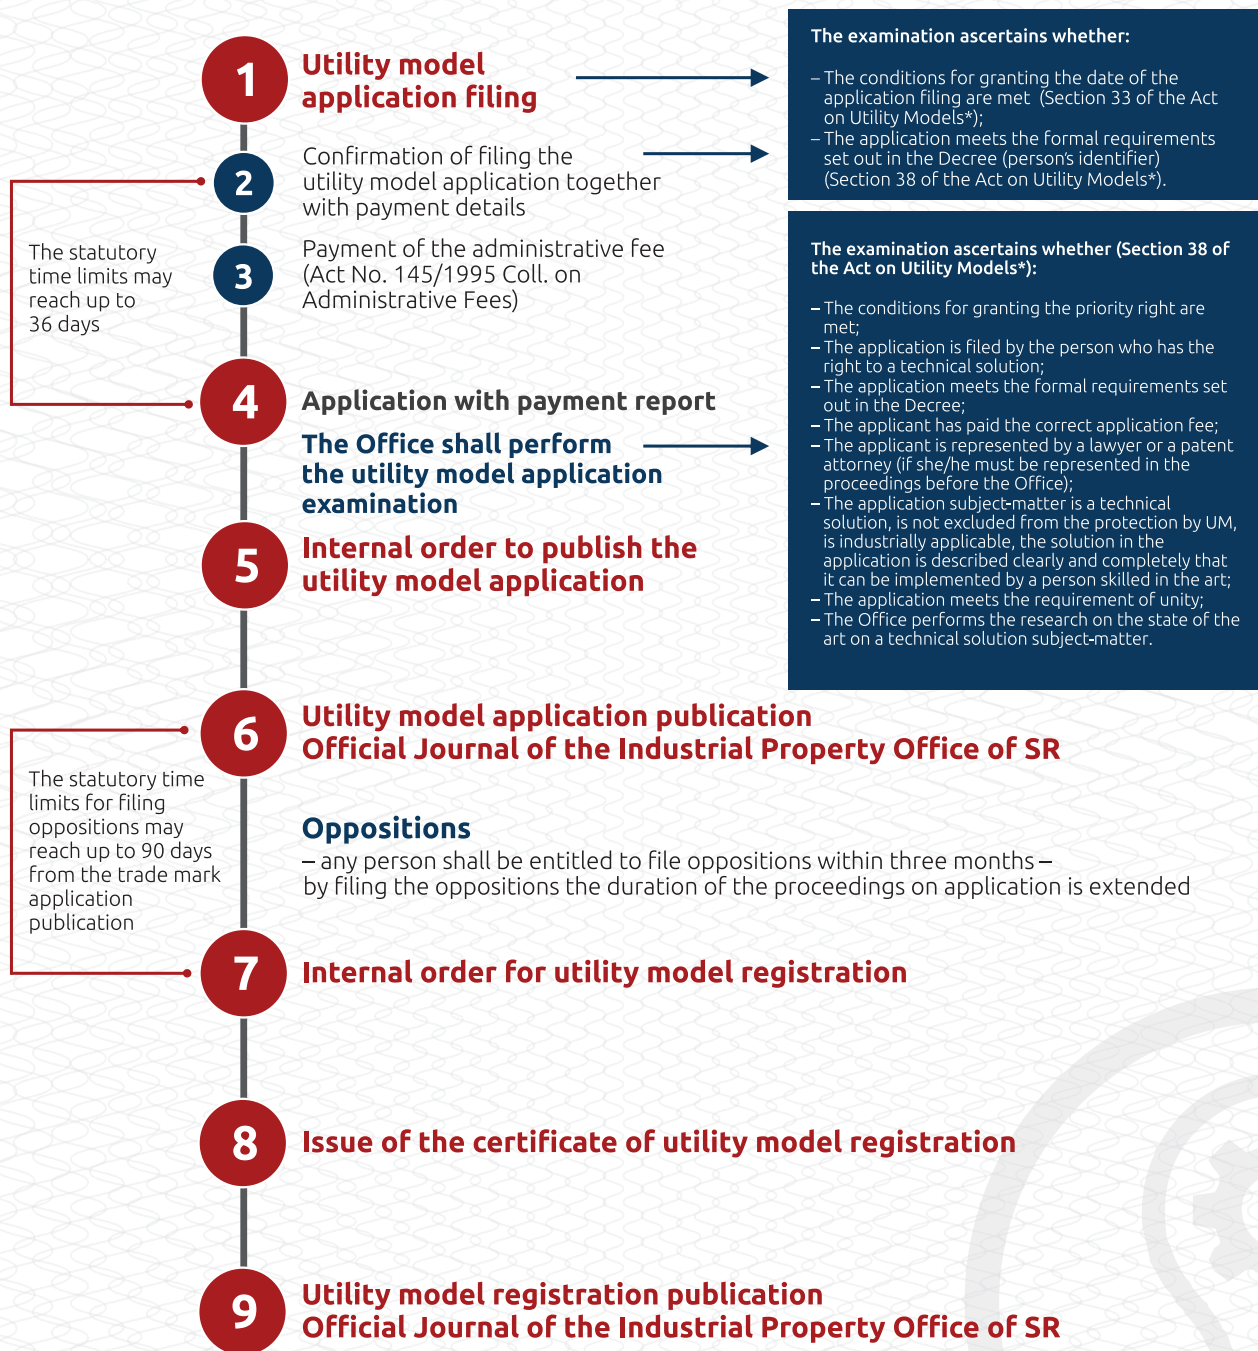 1
Utility model
application filing
The examination ascertains whether:
– The conditions for granting the date of the
application filing are met (Section 33 of the Act
on Utility Models*);
– The application meets the formal requirements
set out in the Decree (person's identifier)
(Section 38 of the Act on Utility Models*).
2
Confirmation of filing the
utility model application together
with payment details
The statutory
time limits may
reach up to
36 days
3
Payment of the administrative fee
(Act No. 145/1995 Coll. on
Administrative Fees)
4
Application with payment report
The Office shall perform
the utility model application
examination
The examination ascertains whether (Section 38 of
the Act on Utility Models*):
– The conditions for granting the priority right are
met;
– The application is filed by the person who has the
right to a technical solution;
– The application meets the formal requirements set
out in the Decree;
– The applicant has paid the correct application fee;
– The applicant is represented by a lawyer or a patent
attorney (if she/he must be represented in the
proceedings before the Office);
– The application subject-matter is a technical
solution, is not excluded from the protection by UM,
is industrially applicable, the solution in the
application is described clearly and completely that
it can be implemented by a person skilled in the art;
– The application meets the requirement of unity;
– The Office performs the research on the state of the
art on a technical solution subject-matter.
5
Internal order to publish the
utility model application
6
Utility model application publication
Official Journal of the Industrial Property Office of SR
The statutory time
limits for filing
oppositions may
reach up to 90 days
from the trade mark
application
publication
Oppositions
– any person shall be entitled to file oppositions within three months –
by filing the oppositions the duration of the proceedings on application is extended
7
Internal order for utility model registration
8
Issue of the certificate of utility model registration
9
Utility model registration publication
Official Journal of the Industrial Property Office of SR